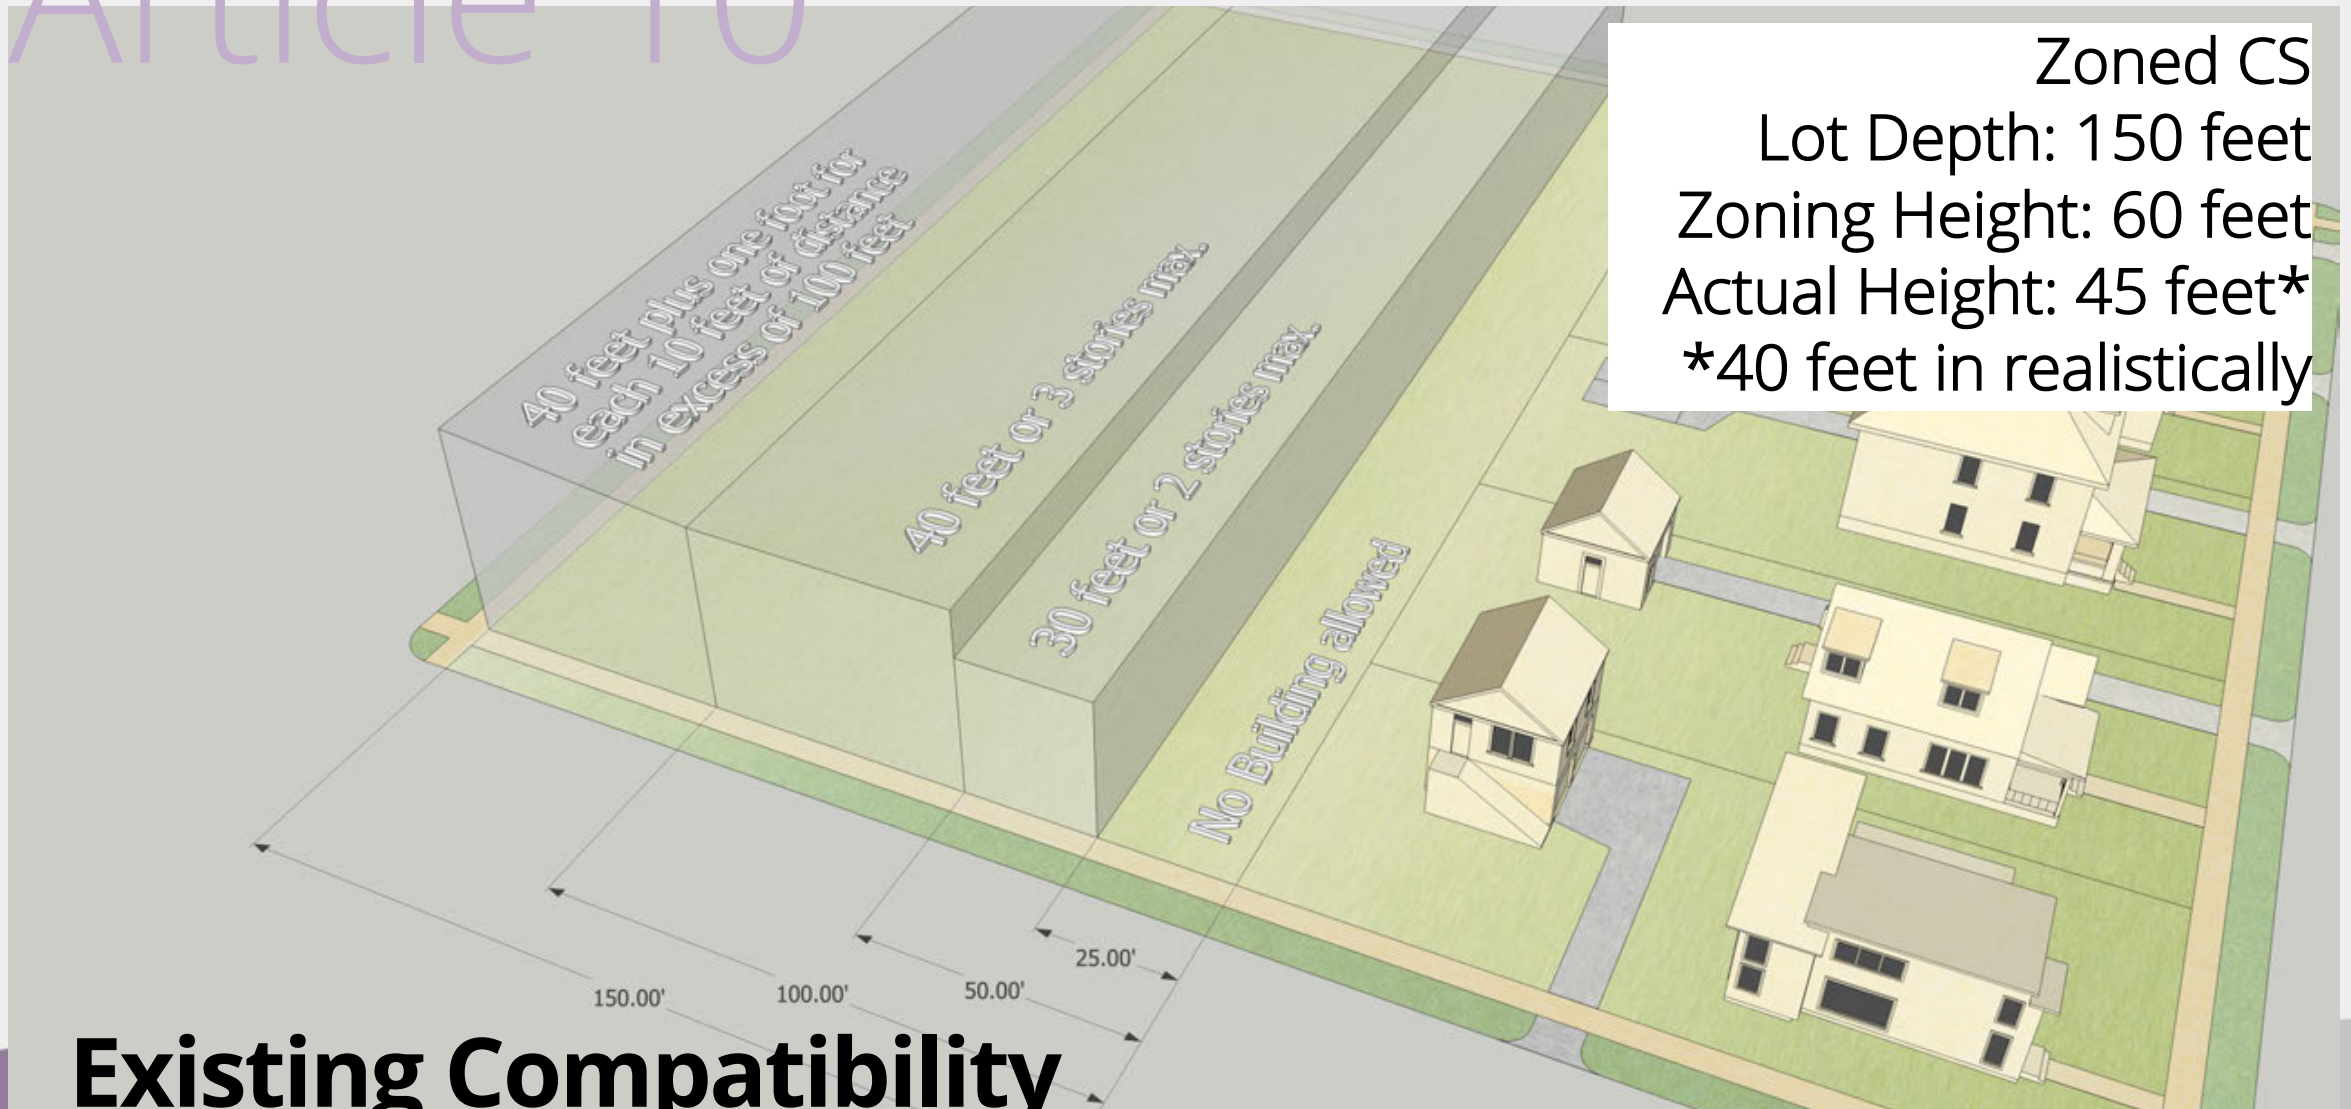 Article 10
Zoned CS
Lot Depth: 150 feet
Zoning Height: 60 feet
Actual Height: 45 feet*
*40 feet in realistically
40 feet plus one foot for
each 10 feet of distance
in excess of 100 feet
40 feet or 3 stories max.
30 feet or 2 stories max.
No Building allowed
25.00'
50.00'
100.00'
150.00'
Existing Compatibility